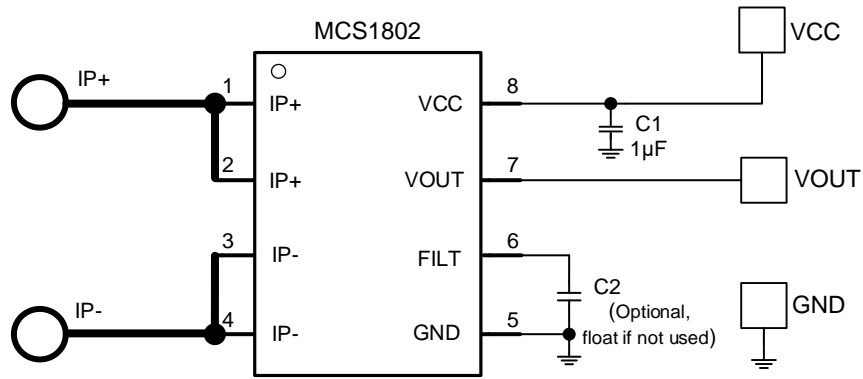 MCS1802
VCC
IP+
1
IP+
VCC
8
C1
1µF
2
IP+
VOUT
7
VOUT
3
IP-
FILT
6
C2
(Optional,
float if not used)
IP-
4
IP-
GND
5
GND